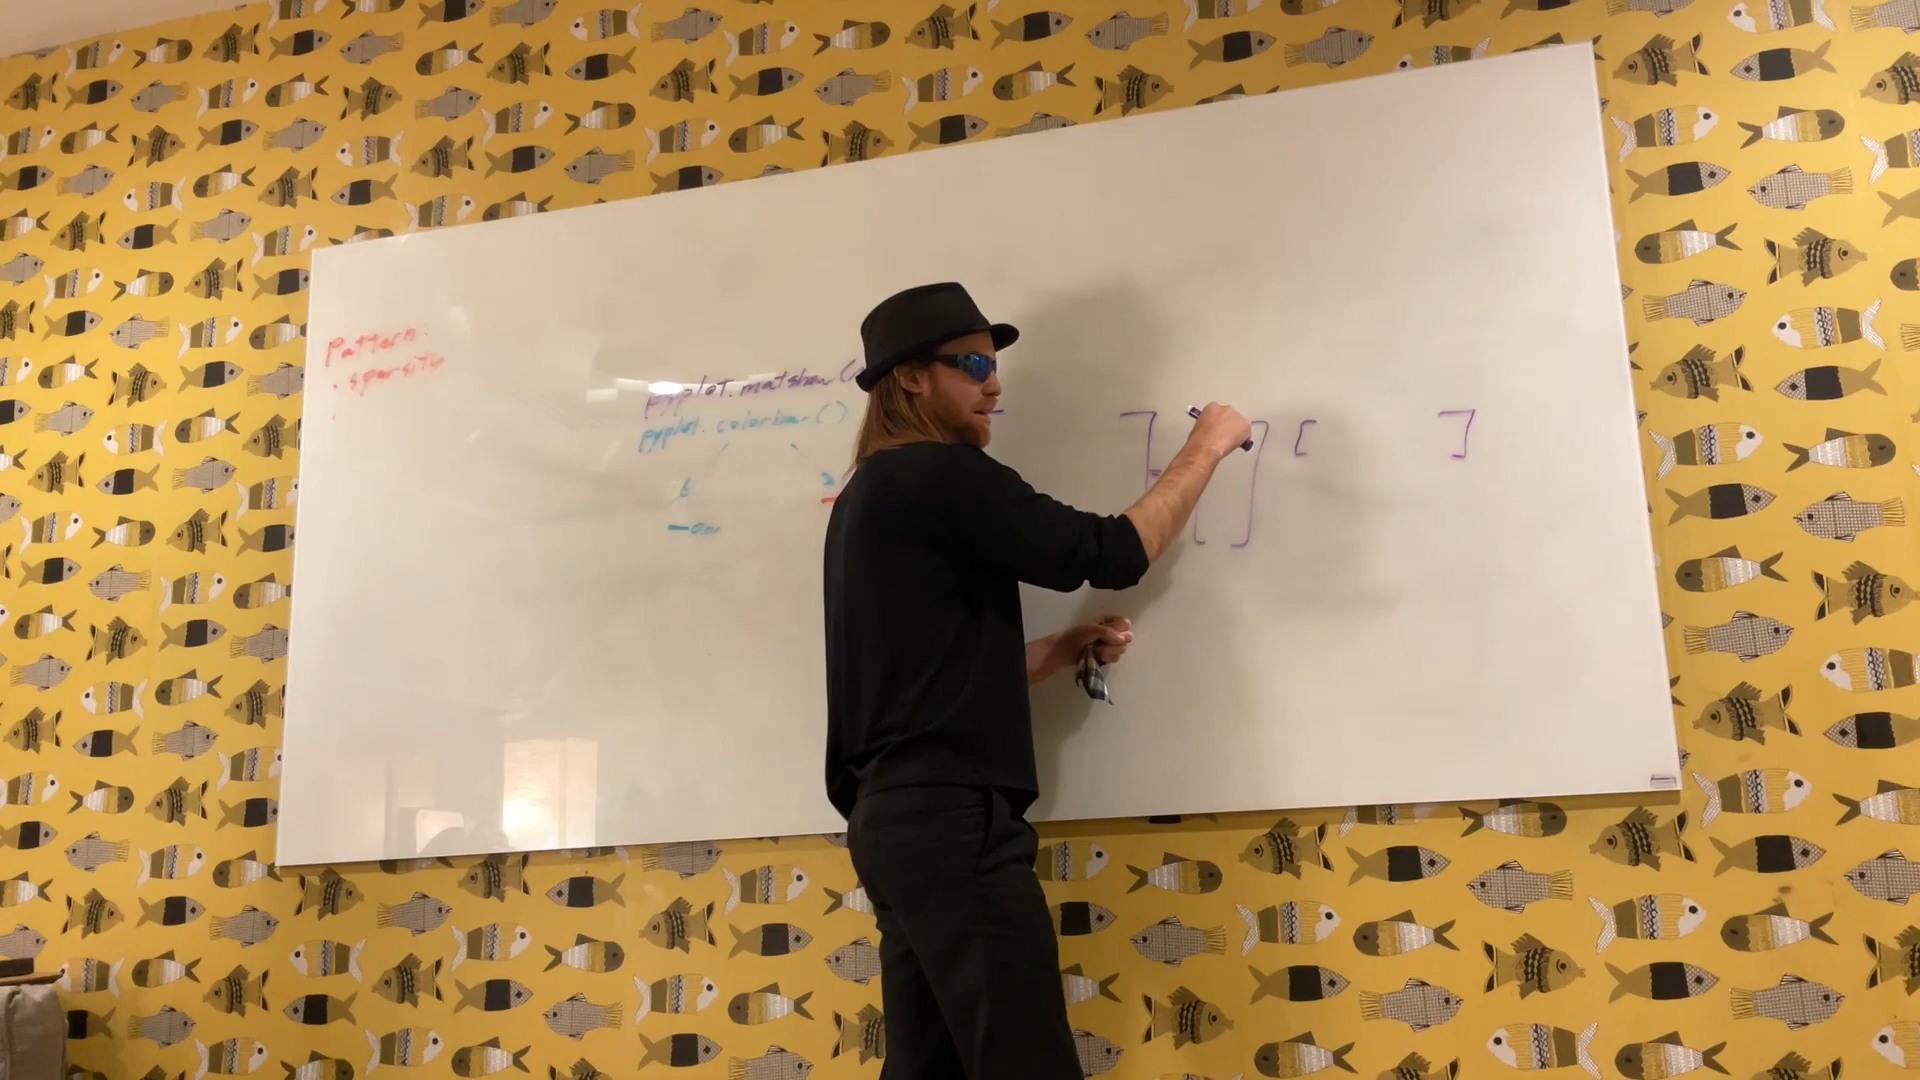 Pattern:
• sparsity
•
pyplot.matshow(
pyplot.colorbar()
[ ]